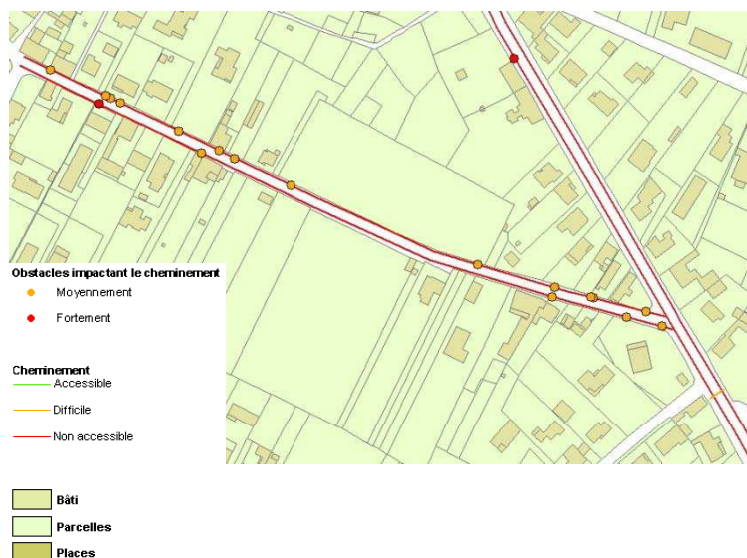 Obstacles impactant le cheminement
Moyennement
Fortement
Cheminement
Accessible
Difficile
Non accessible
Bâti
Parcelles
Places